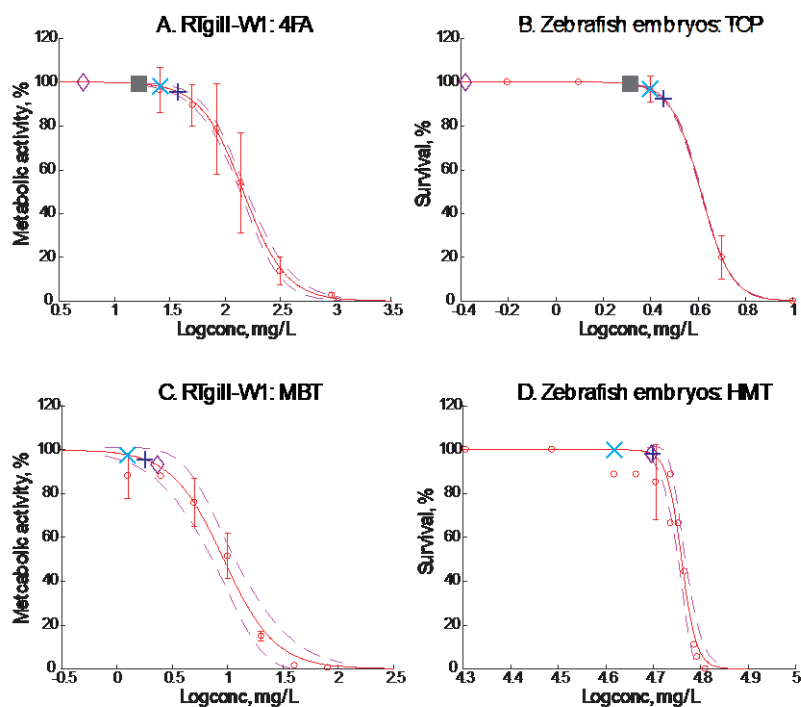 A. RTgill-W1: 4FA
120
100
80
60
40
20
0
Metabolic activity, %
0.5 1 1.5 2 2.5 3 3.5
Logconc, mg/L
B. Zebrafish embryos: TCP
120
100
80
60
40
20
0
Survival, %
-0.4 -0.2 0 0.2 0.4 0.6 0.8 1
Logconc, mg/L
C. RTgill-W1: MBT
120
100
80
60
40
20
0
Metcabolic activity, %
-0.5 0 0.5 1 1.5 2 2.5
Logconc, mg/L
D. Zebrafish embryos: HMT
120
100
80
60
40
20
0
Survival, %
4.3 4.4 4.5 4.6 4.7 4.8 4.9 5
Logconc, mg/L